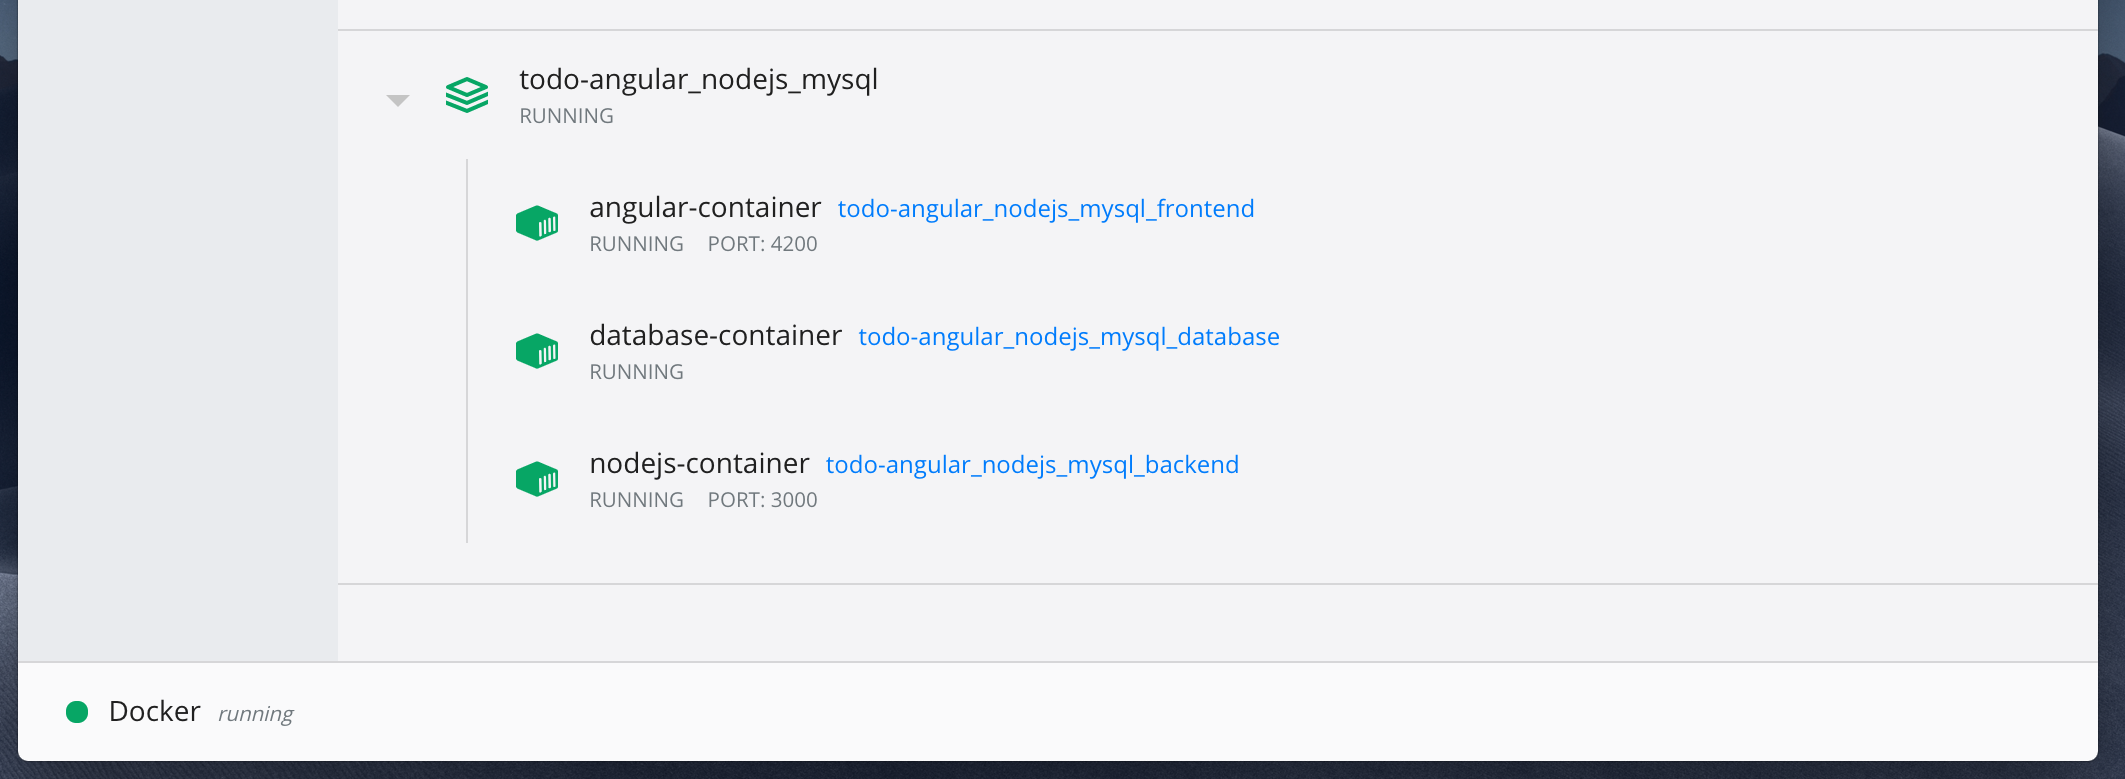 todo-angular_nodejs_mysql
RUNNING
angular-container todo-angular_nodejs_mysql_frontend
RUNNING PORT: 4200
database-container todo-angular_nodejs_mysql_database
RUNNING
nodejs-container todo-angular_nodejs_mysql_backend
RUNNING PORT: 3000
Docker running